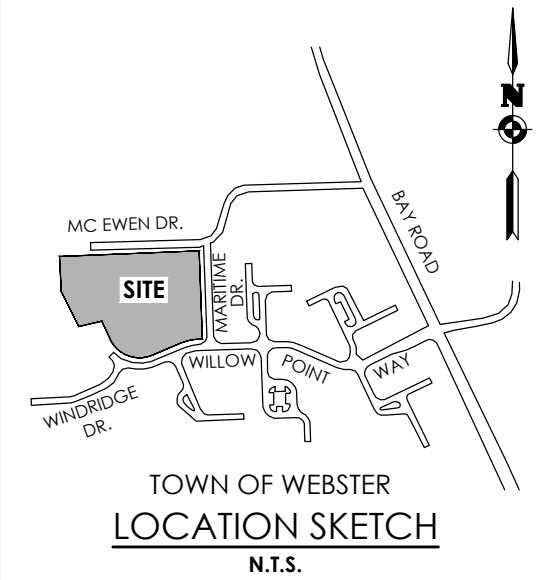 N
BAY ROAD
MC EWEN DR.
MARITIME
DR.
SITE
WILLOW POINT WAY
WINDRIDGE
DR.
TOWN OF WEBSTER
LOCATION SKETCH
N.T.S.